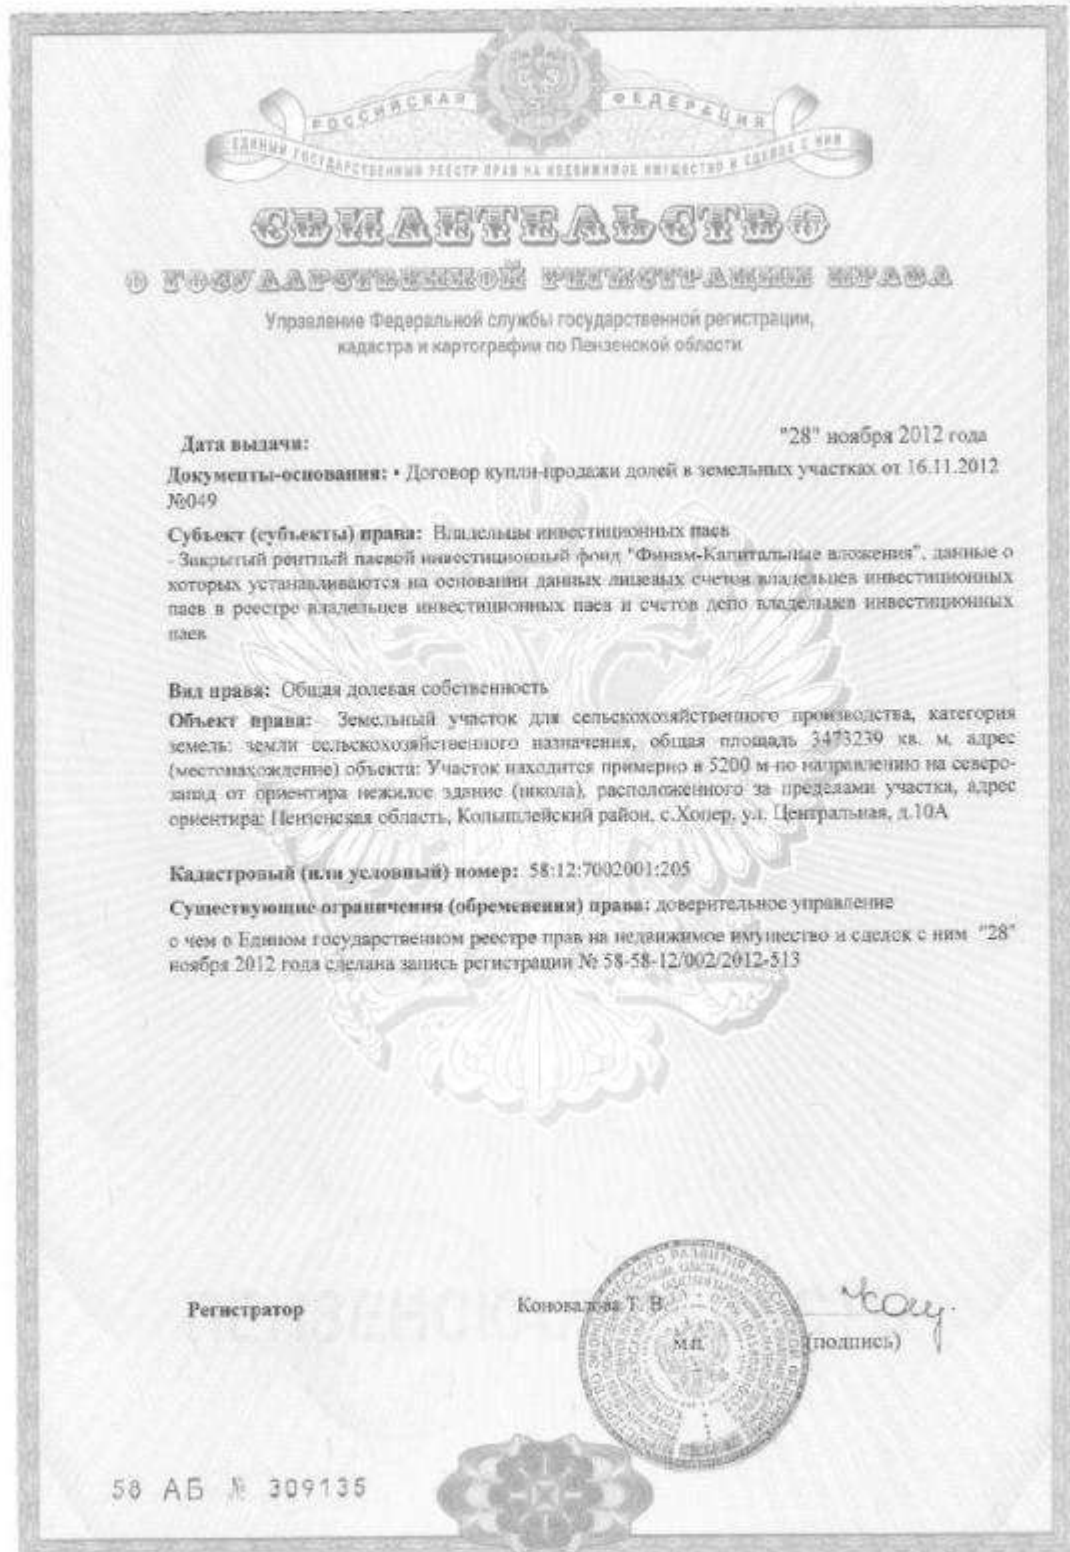 РОССИЙСКАЯ ФЕДЕРАЦИЯ
ЕДИНЫЙ ГОСУДАРСТВЕННЫЙ РЕЕСТР ПРАВ НА НЕДВИЖИМОЕ ИМУЩЕСТВО И СДЕЛОК С НИМ
СВИДЕТЕЛЬСТВО
О ГОСУДАРСТВЕННОЙ РЕГИСТРАЦИИ ПРАВА
Управление Федеральной службы государственной регистрации,
кадастра и картографии по Пензенской области
Дата выдачи: "28" ноября 2012 года
Документы-основания: • Договор купли-продажи долей в земельных участках от 16.11.2012
№049
Субъект (субъекты) права: Владельцы инвестиционных паев
- Закрытый рентный паевой инвестиционный фонд "Финам-Капитальные вложения", данные о
которых устанавливаются на основании данных лицевых счетов владельцев инвестиционных
паев в реестре владельцев инвестиционных паев и счетов депо владельцев инвестиционных
паев
Вид права: Общая долевая собственность
Объект права: Земельный участок для сельскохозяйственного производства, категория
земель: земли сельскохозяйственного назначения, общая площадь 3473239 кв. м, адрес
(местонахождение) объекта: Участок находится примерно в 5200 м по направлению на северо-
запад от ориентира нежилое здание (школа), расположенного за пределами участка, адрес
ориентира: Пензенская область, Колышлейский район, с.Хопер, ул. Центральная, д.10А
Кадастровый (или условный) номер: 58:12:7002001:205
Существующие ограничения (обременения) права: доверительное управление
о чем в Едином государственном реестре прав на недвижимое имущество и сделок с ним "28"
ноября 2012 года сделана запись регистрации № 58-58-12/002/2012-513
Регистратор Коновалова Т. В.
М.П. (подпись)
58 АБ № 309135